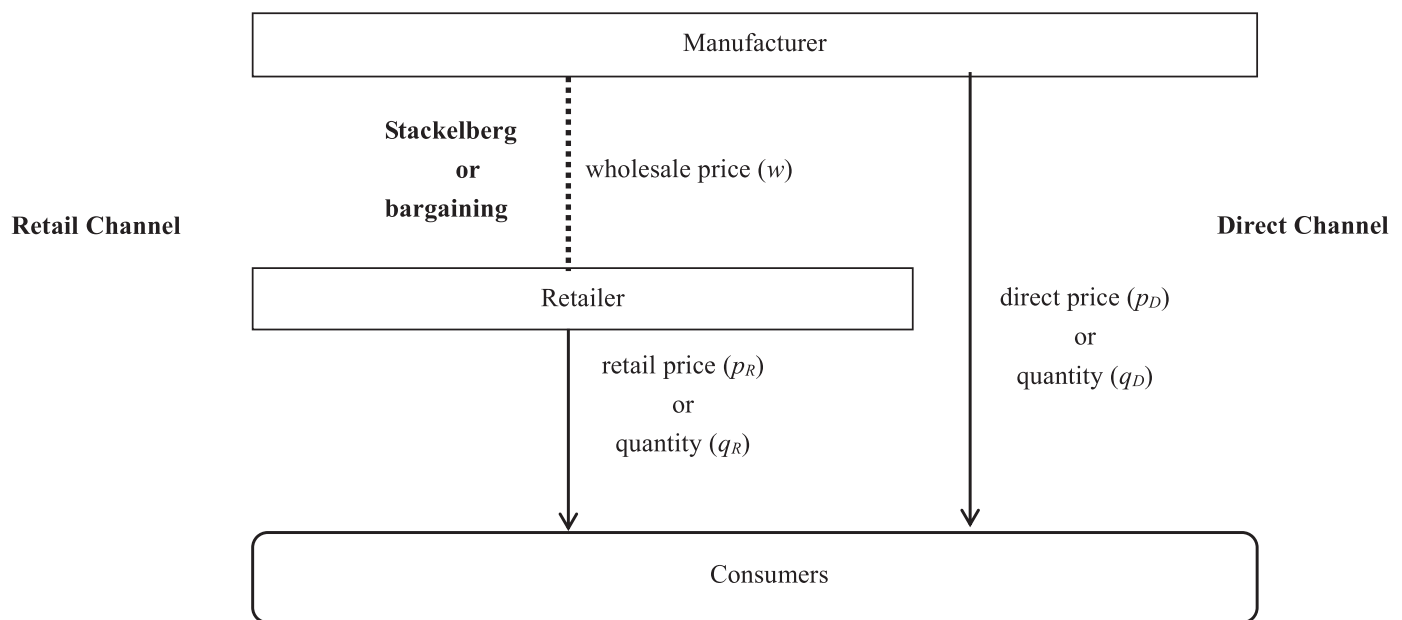 Manufacturer
Stackelberg
or
bargaining
wholesale price (w)
Retail Channel
Direct Channel
Retailer
direct price (pD)
or
quantity (qD)
retail price (pR)
or
quantity (qR)
Consumers